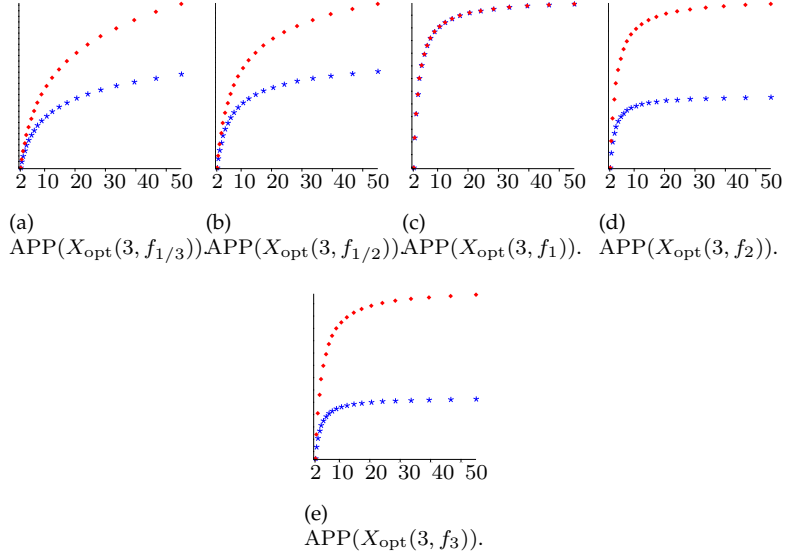 2 10 20 30 40 50
2 10 20 30 40 50
2 10 20 30 40 50
2 10 20 30 40 50
(a)
APP(X_opt(3, f_{1/3})).
(b)
APP(X_opt(3, f_{1/2})).
(c)
APP(X_opt(3, f_1)).
(d)
APP(X_opt(3, f_2)).
2 10 20 30 40 50
(e)
APP(X_opt(3, f_3)).